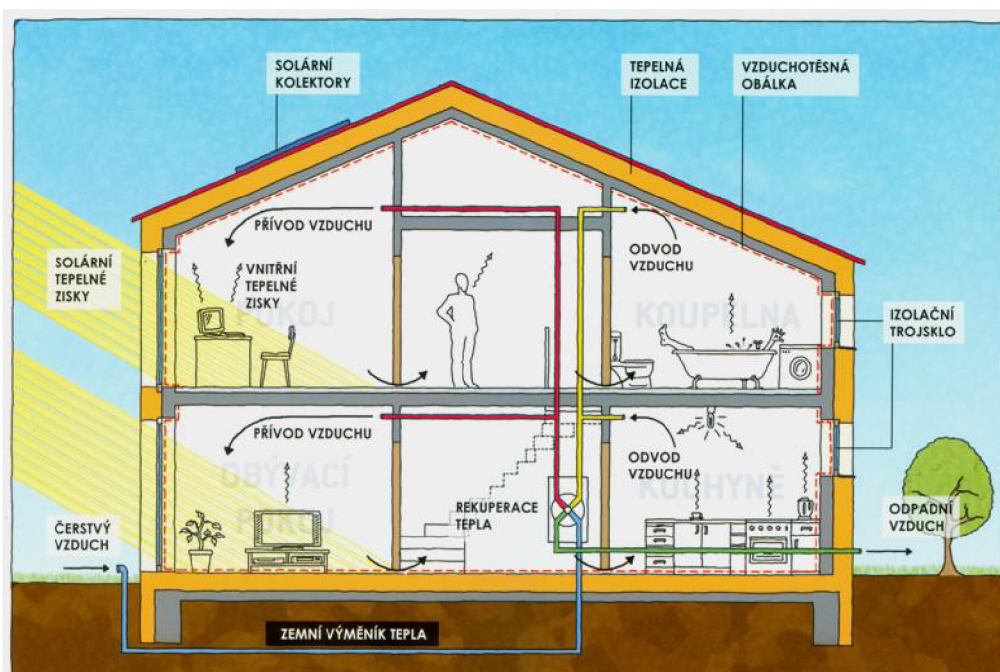 SOLÁRNÍ
KOLEKTORY
TEPELNÁ
IZOLACE
VZDUCHOTĚSNÁ
OBÁLKA
PŘÍVOD VZDUCHU
ODVOD
VZDUCHU
SOLÁRNÍ
TEPELNÉ
ZISKY
VNITŘNÍ
TEPELNÉ
ZISKY
POKOJ
KOUPELNA
IZOLAČNÍ
TROJSKLO
PŘÍVOD VZDUCHU
ODVOD
VZDUCHU
OBÝVACÍ
POKOJ
KUCHYNĚ
REKUPERACE
TEPLA
ČERSTVÝ
VZDUCH
ODPADNÍ
VZDUCH
ZEMNÍ VÝMĚNÍK TEPLA